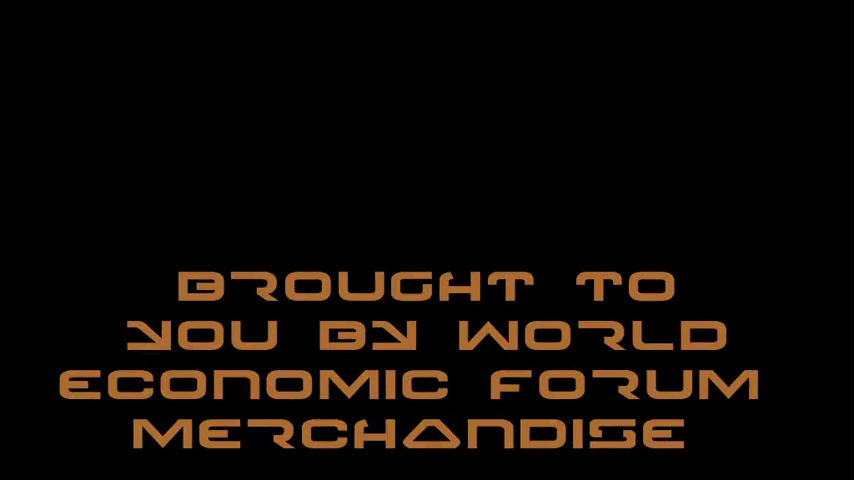 BROUGHT TO
YOU BY WORLD
ECONOMIC FORUM
MERCHANDISE